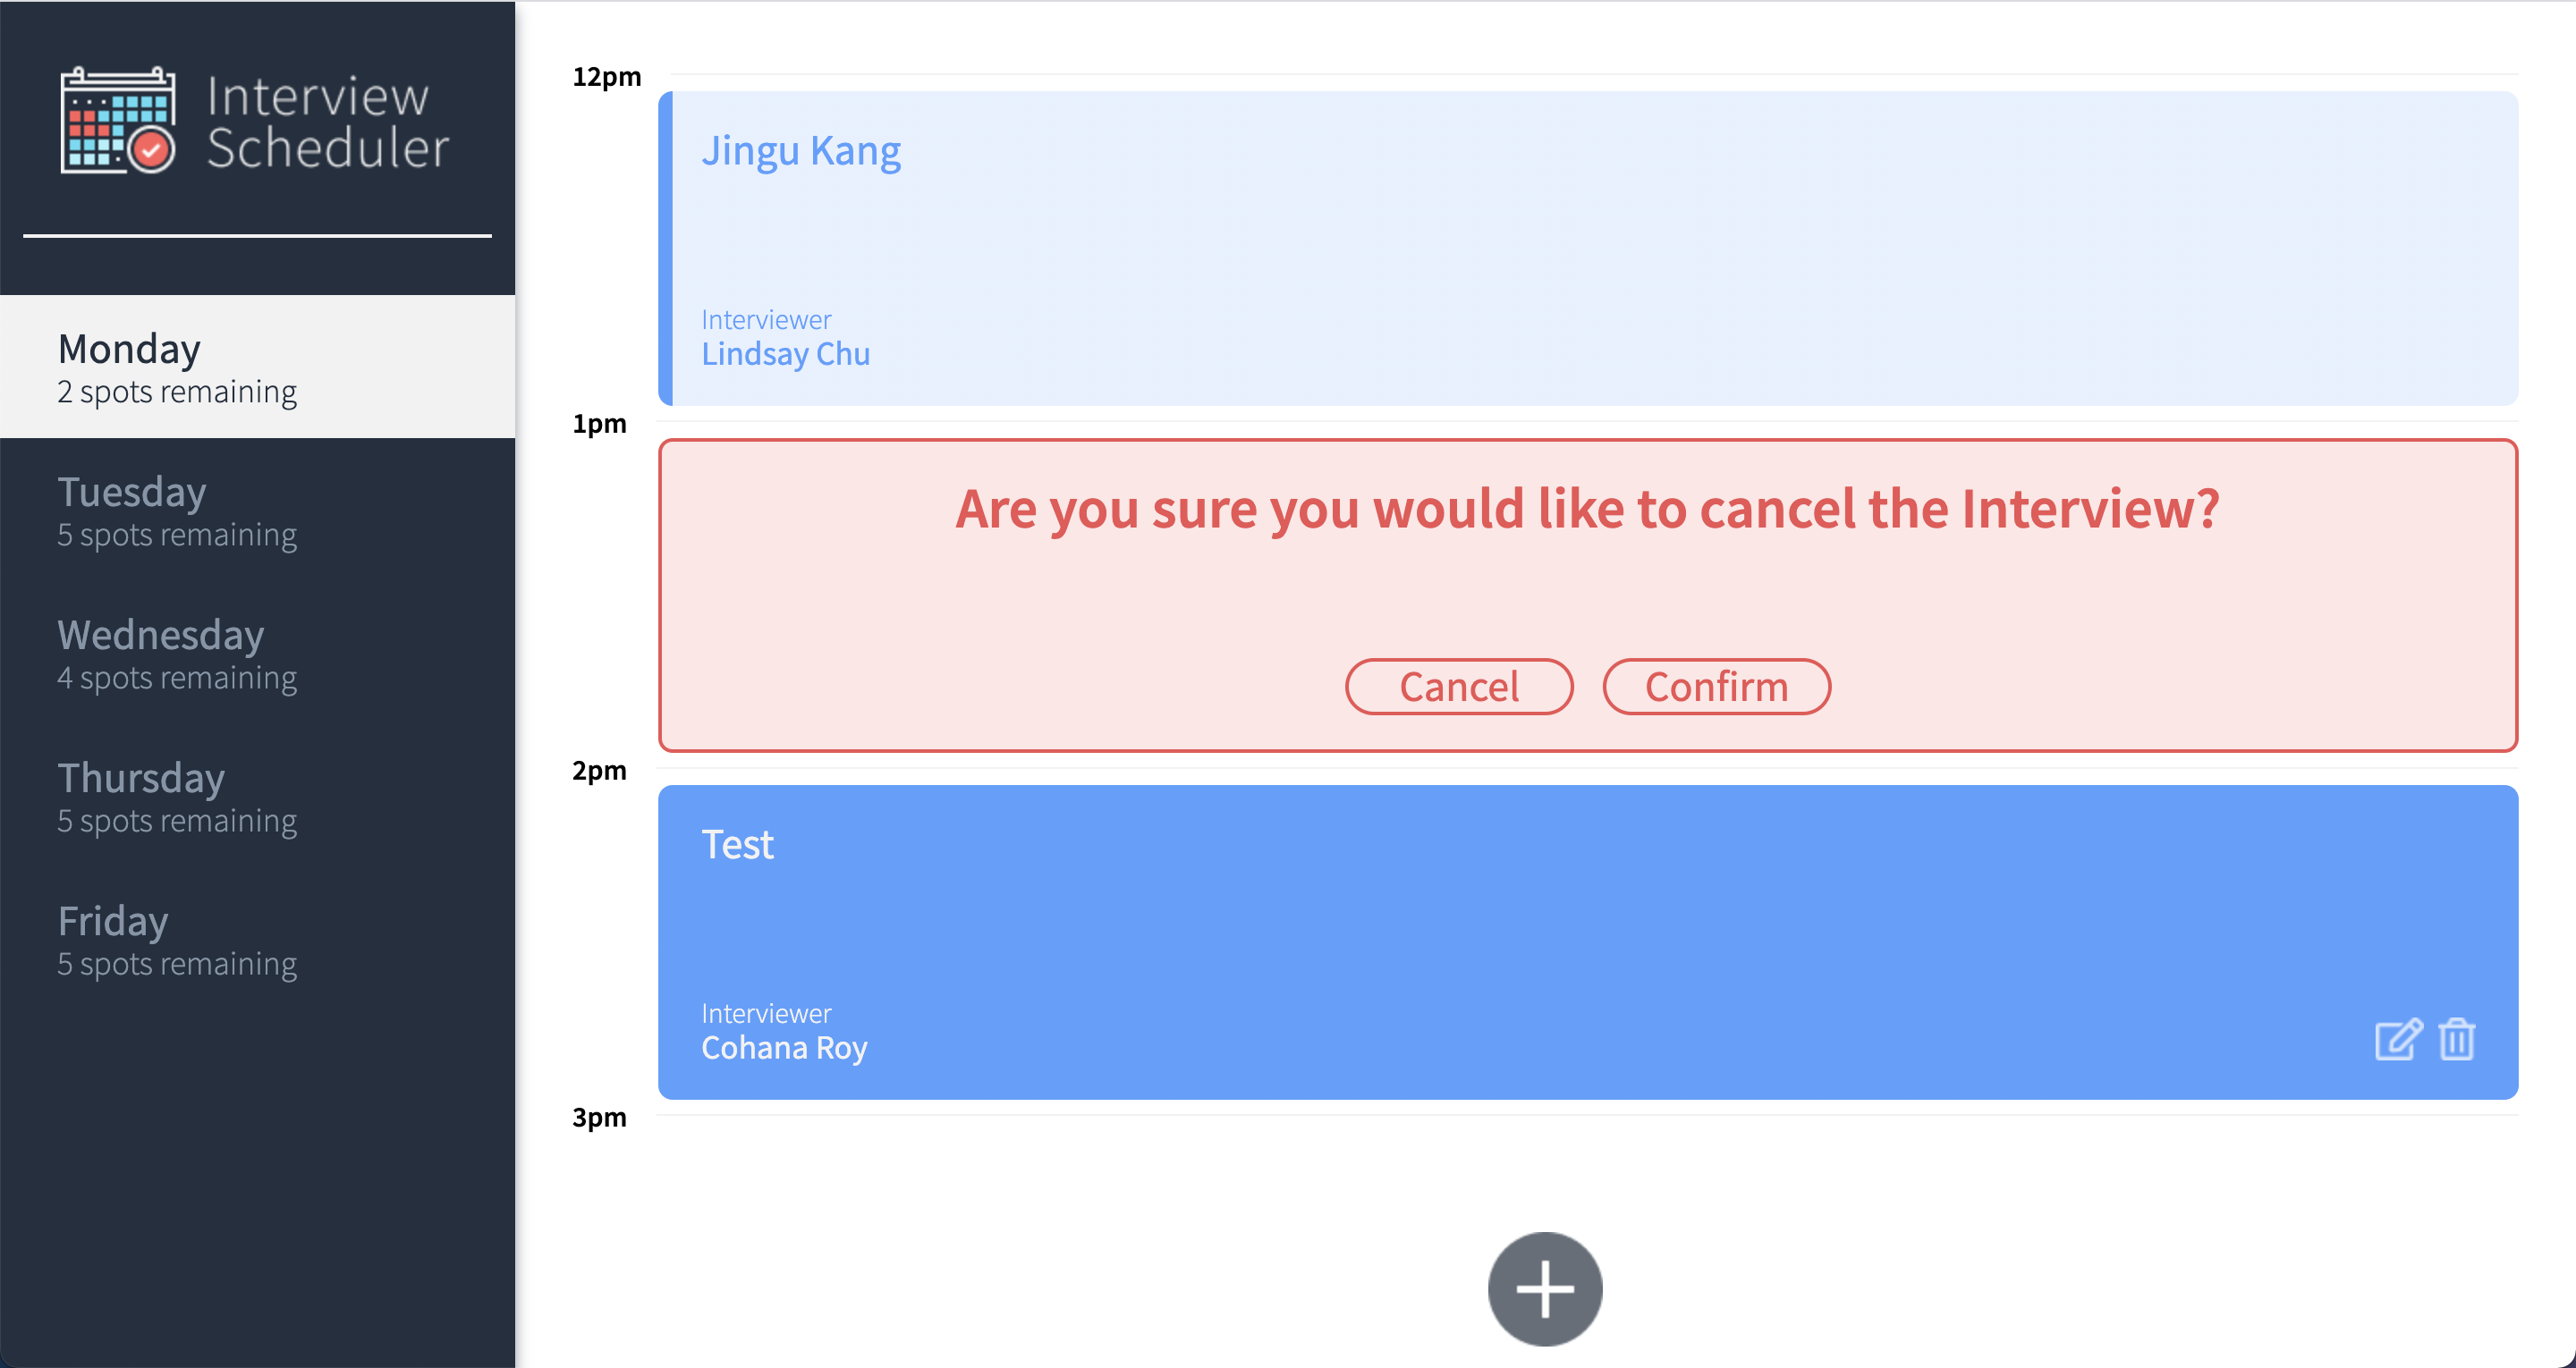 Interview
Scheduler
Monday
2 spots remaining
Tuesday
5 spots remaining
Wednesday
4 spots remaining
Thursday
5 spots remaining
Friday
5 spots remaining
12pm
Jingu Kang
Interviewer
Lindsay Chu
1pm
Are you sure you would like to cancel the Interview?
Cancel Confirm
2pm
Test
Interviewer
Cohana Roy
3pm